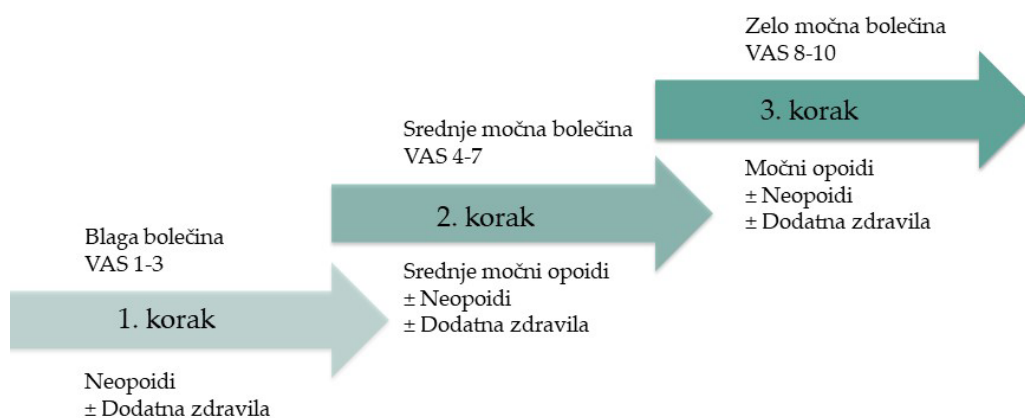 Blaga bolečina
VAS 1-3
1. korak
Neopoidi
± Dodatna zdravila
Srednje močna bolečina
VAS 4-7
2. korak
Srednje močni opoidi
± Neopoidi
± Dodatna zdravila
Zelo močna bolečina
VAS 8-10
3. korak
Močni opoidi
± Neopoidi
± Dodatna zdravila